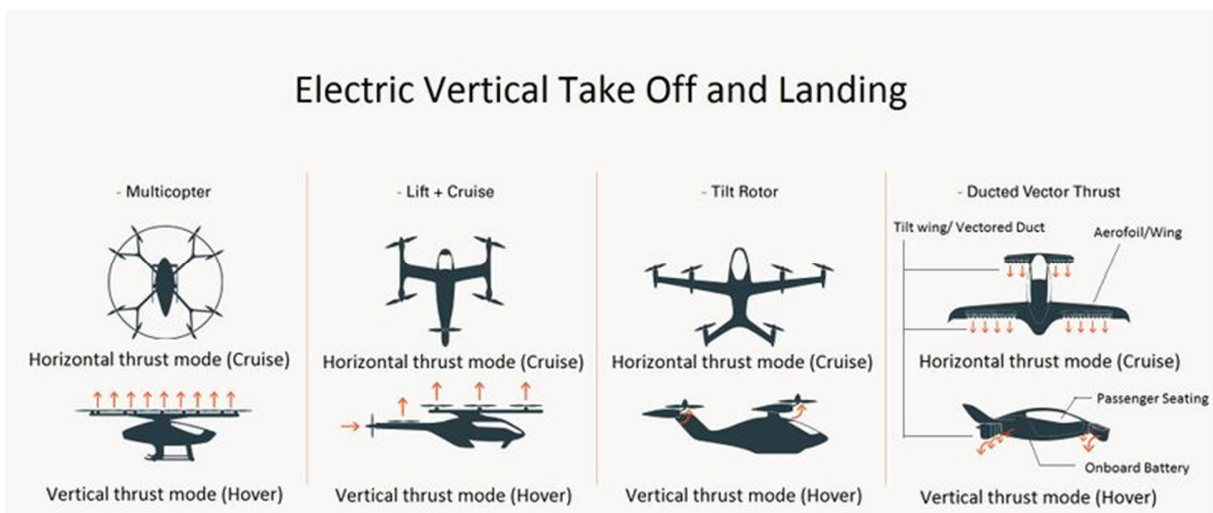 Electric Vertical Take Off and Landing
- Multicopter
Horizontal thrust mode (Cruise)
Vertical thrust mode (Hover)
- Lift + Cruise
Horizontal thrust mode (Cruise)
Vertical thrust mode (Hover)
- Tilt Rotor
Horizontal thrust mode (Cruise)
Vertical thrust mode (Hover)
- Ducted Vector Thrust
Tilt wing/ Vectored Duct
Aerofoil/Wing
Horizontal thrust mode (Cruise)
Passenger Seating
Onboard Battery
Vertical thrust mode (Hover)